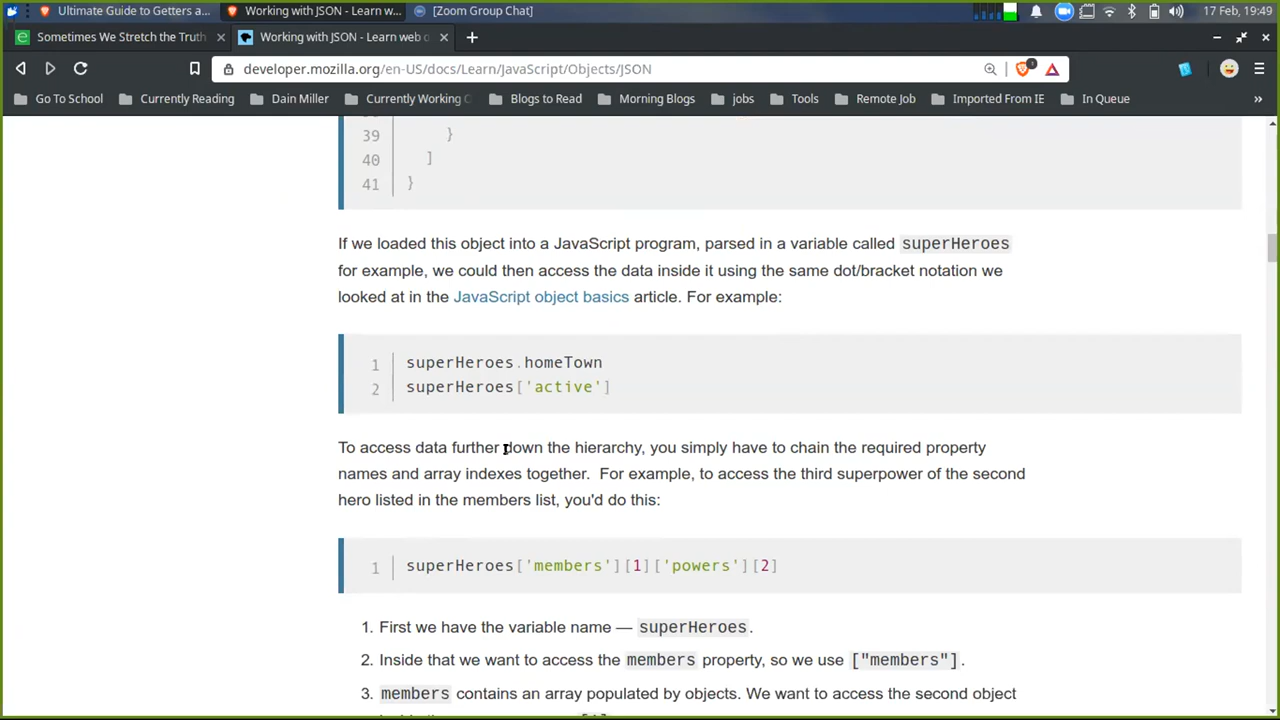 Ultimate Guide to Getters a... Working with JSON - Learn w... [Zoom Group Chat] 17 Feb, 19:49
Sometimes We Stretch the Truth Working with JSON - Learn web o
developer.mozilla.org/en-US/docs/Learn/JavaScript/Objects/JSON
Go To School Currently Reading Dain Miller Currently Working Blogs to Read Morning Blogs jobs Tools Remote Job Imported From IE In Queue »
39 }
40 ]
41 }
If we loaded this object into a JavaScript program, parsed in a variable called superHeroes
for example, we could then access the data inside it using the same dot/bracket notation we
looked at in the JavaScript object basics article. For example:
1 superHeroes.homeTown
2 superHeroes['active']
To access data further down the hierarchy, you simply have to chain the required property
names and array indexes together. For example, to access the third superpower of the second
hero listed in the members list, you'd do this:
1 superHeroes['members'][1]['powers'][2]
1. First we have the variable name — superHeroes.
2. Inside that we want to access the members property, so we use ["members"].
3. members contains an array populated by objects. We want to access the second object